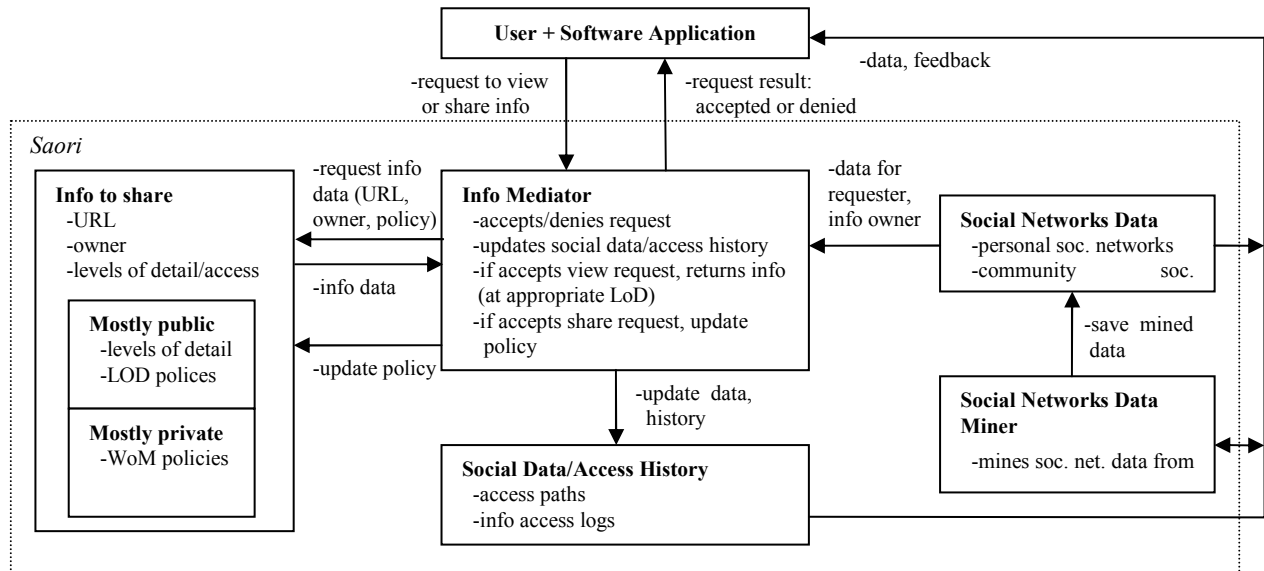 User + Software Application
-request to view
or share info
-request result:
accepted or denied
-data, feedback
Saori
Info to share
-URL
-owner
-levels of detail/access
Mostly public
-levels of detail
-LOD polices
Mostly private
-WoM policies
-request info
data (URL,
owner, policy)
-info data
-update policy
Info Mediator
-accepts/denies request
-updates social data/access history
-if accepts view request, returns info
(at appropriate LoD)
-if accepts share request, update
policy
-data for
requester,
info owner
Social Networks Data
-personal soc. networks
-community soc.
-save mined
data
Social Networks Data
Miner
-mines soc. net. data from
-update data,
history
Social Data/Access History
-access paths
-info access logs